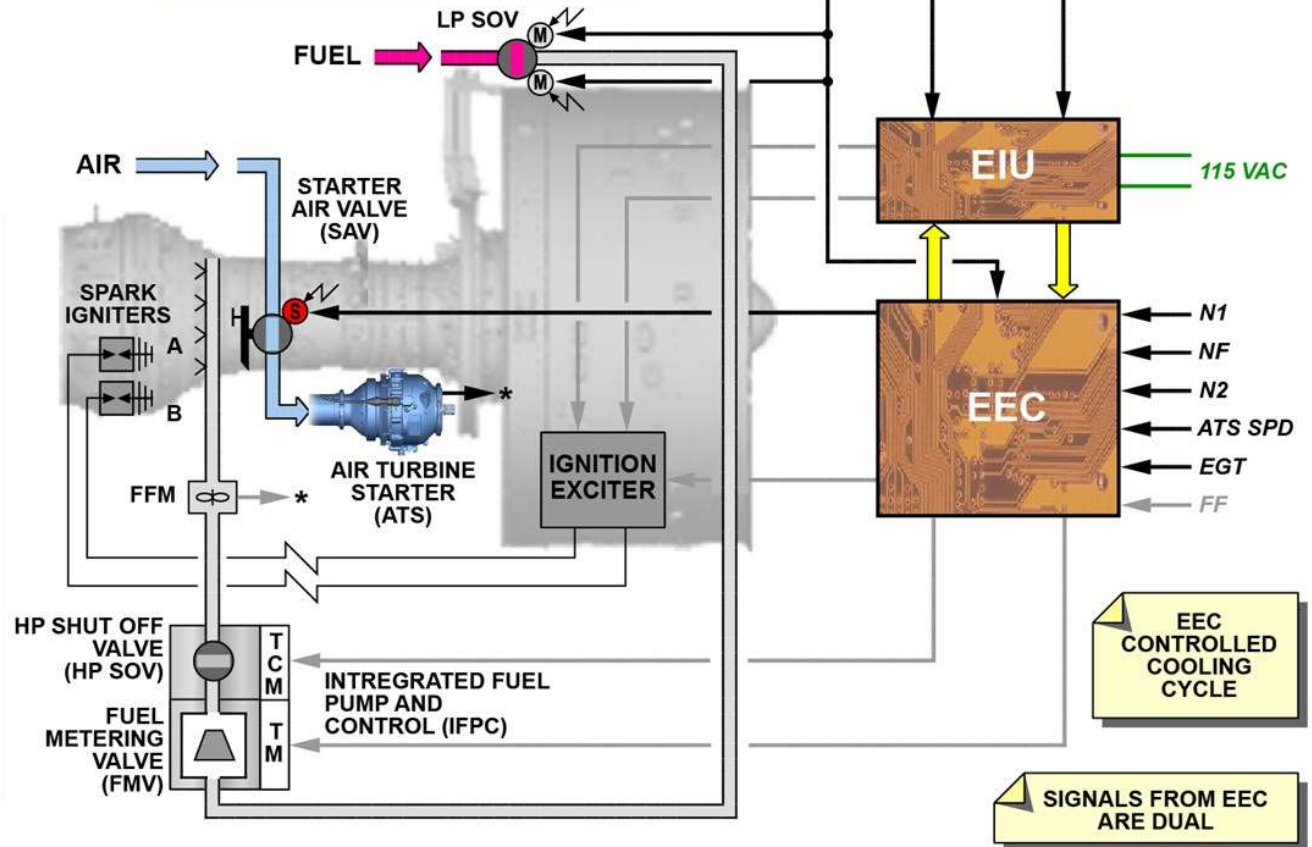 LP SOV
M
FUEL
M
AIR
STARTER
AIR VALVE
(SAV)
EIU
115 VAC
SPARK
IGNITERS
A
B
S
N1
NF
N2
ATS SPD
EGT
FF
EEC
*
AIR TURBINE
STARTER
(ATS)
IGNITION
EXCITER
FFM
*
HP SHUT OFF
VALVE
(HP SOV)
T
C
M
INTREGRATED FUEL
PUMP AND
CONTROL (IFPC)
FUEL
METERING
VALVE
(FMV)
T
M
EEC
CONTROLLED
COOLING
CYCLE
SIGNALS FROM EEC
ARE DUAL